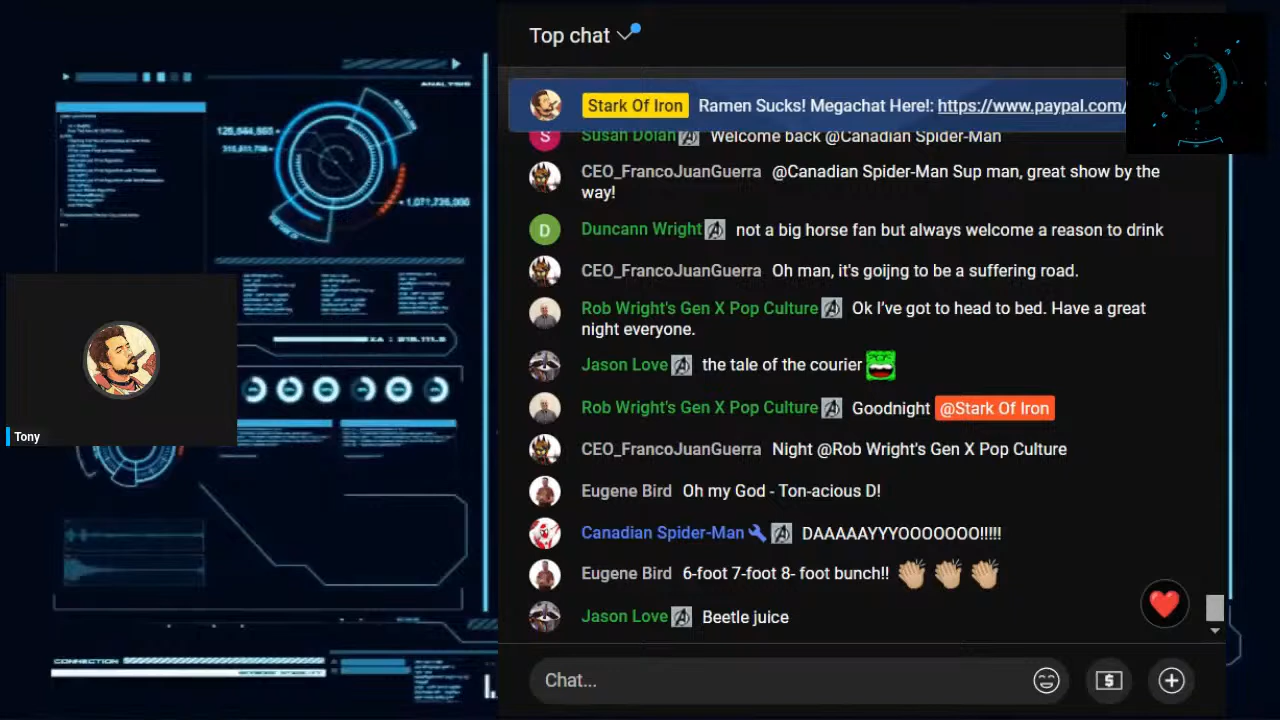 Top chat
ANALYSIS
Stark Of Iron Ramen Sucks! Megachat Here!: https://www.paypal.com/
Susan Dolan Welcome back @Canadian Spider-Man
CEO_FrancoJuanGuerra @Canadian Spider-Man Sup man, great show by the
way!
Duncann Wright not a big horse fan but always welcome a reason to drink
CEO_FrancoJuanGuerra Oh man, it's goijng to be a suffering road.
Rob Wright's Gen X Pop Culture Ok I've got to head to bed. Have a great
night everyone.
Jason Love the tale of the courier
Rob Wright's Gen X Pop Culture Goodnight @Stark Of Iron
CEO_FrancoJuanGuerra Night @Rob Wright's Gen X Pop Culture
Eugene Bird Oh my God - Ton-acious D!
Canadian Spider-Man DAAAAAYYYOOOOOOO!!!!!
Eugene Bird 6-foot 7-foot 8- foot bunch!!
Jason Love Beetle juice
Chat...
Tony
CONNECTION